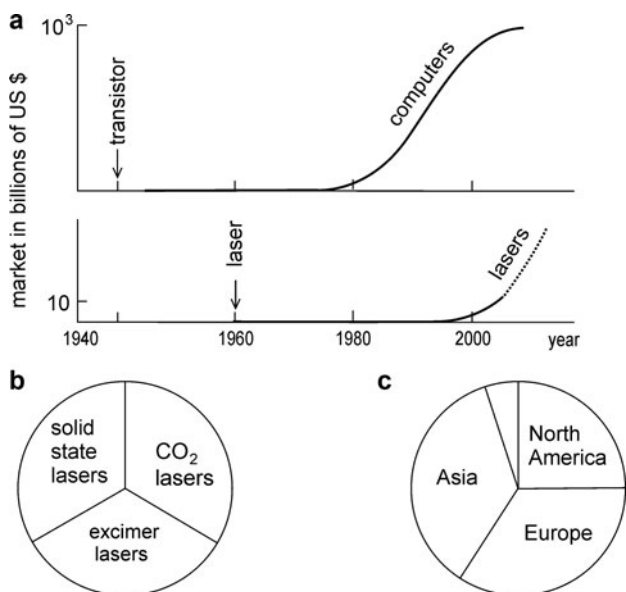 a
10³
market in billions of US $
transistor
computers
laser
lasers
10
1940
1960
1980
2000
year
b
solid
state
lasers
CO₂
lasers
excimer
lasers
c
North
America
Asia
Europe